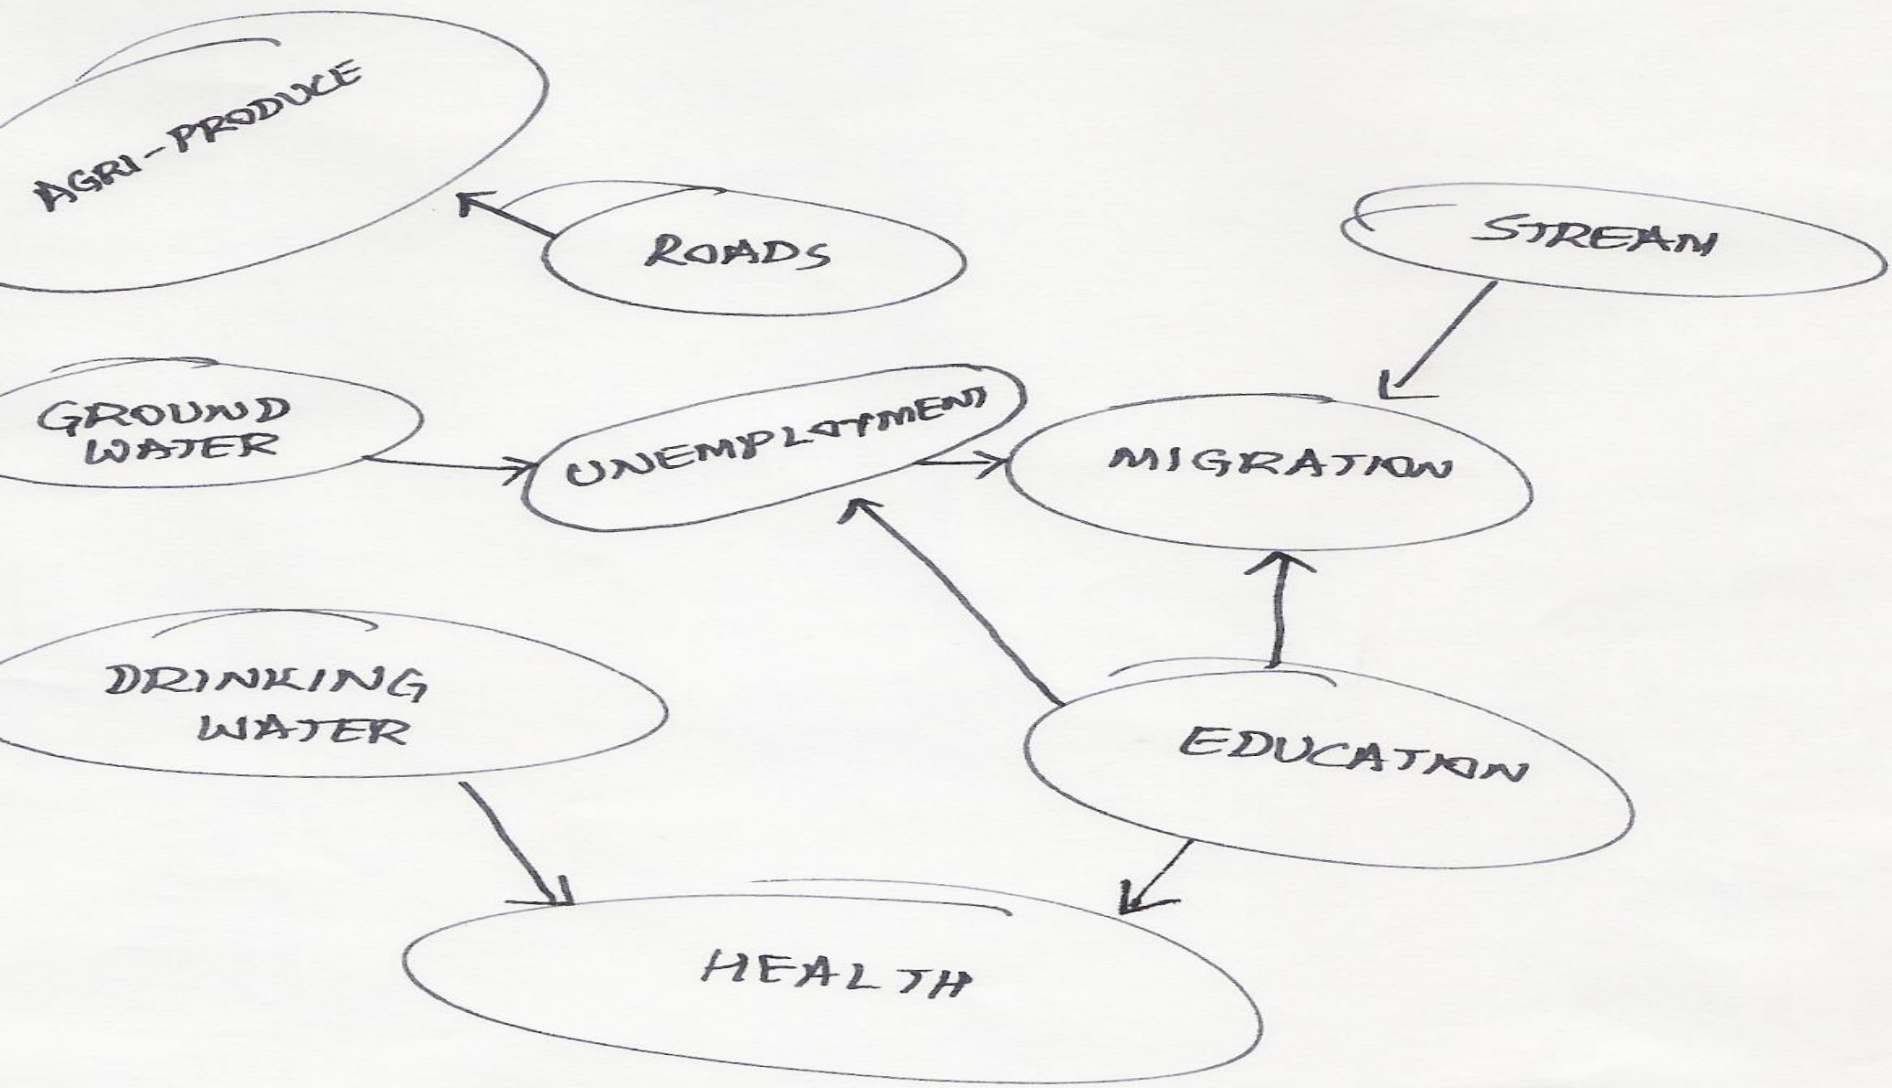 AGRI-PRODUCE
ROADS
STREAM
GROUND
WATER
UNEMPLOYMENT
MIGRATION
DRINKING
WATER
EDUCATION
HEALTH